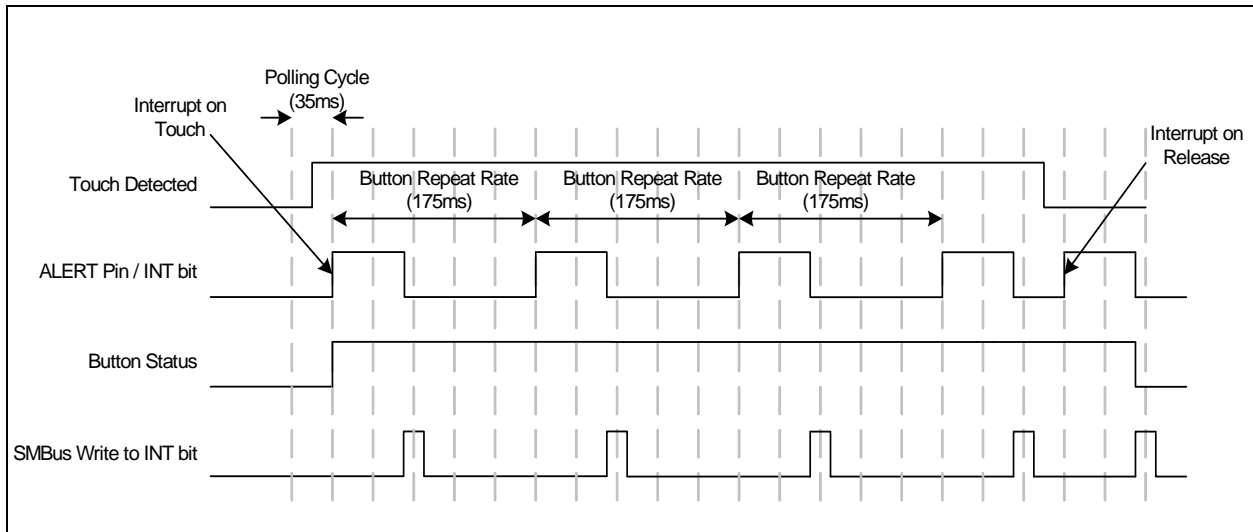 Polling Cycle
(35ms)
Interrupt on
Touch
Interrupt on
Release
Touch Detected
Button Repeat Rate
(175ms)
Button Repeat Rate
(175ms)
Button Repeat Rate
(175ms)
ALERT Pin / INT bit
Button Status
SMBus Write to INT bit